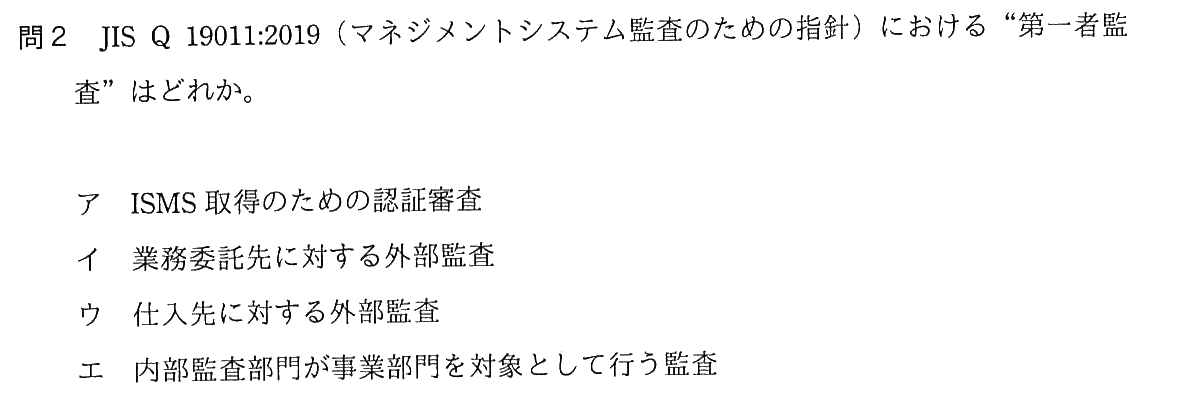 問２ JIS Q 19011:2019（マネジメントシステム監査のための指針）における“第一者監
査”はどれか。
ア ISMS 取得のための認証審査
イ 業務委託先に対する外部監査
ウ 仕入先に対する外部監査
エ 内部監査部門が事業部門を対象として行う監査